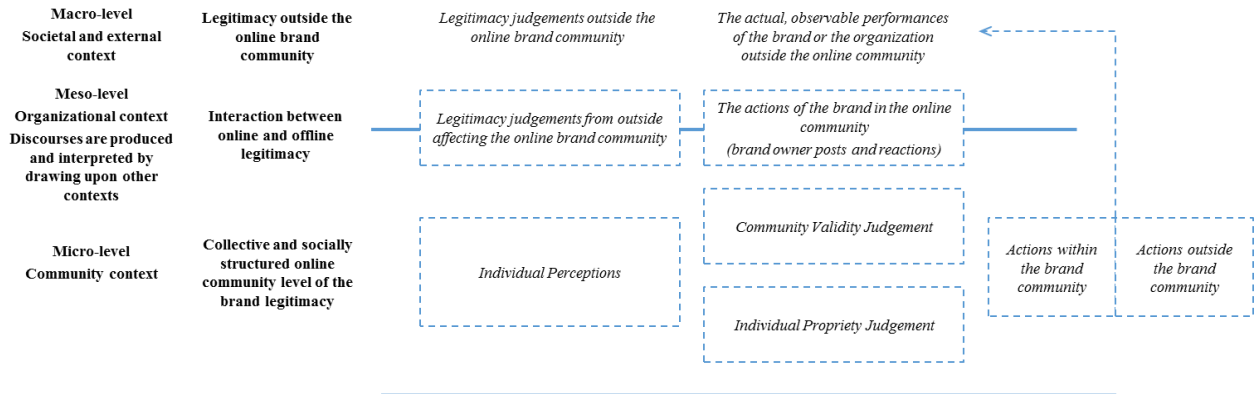 Macro-level
Societal and external
context
Legitimacy outside the
online brand
community
Legitimacy judgements outside the
online brand community
The actual, observable performances
of the brand or the organization
outside the online community
Meso-level
Organizational context
Discourses are produced
and interpreted by
drawing upon other
contexts
Interaction between
online and offline
legitimacy
Legitimacy judgements from outside
affecting the online brand community
The actions of the brand in the online
community
(brand owner posts and reactions)
Micro-level
Community context
Collective and socially
structured online
community level of the
brand legitimacy
Individual Perceptions
Community Validity Judgement
Individual Propriety Judgement
Actions within
the brand
community
Actions outside
the brand
community